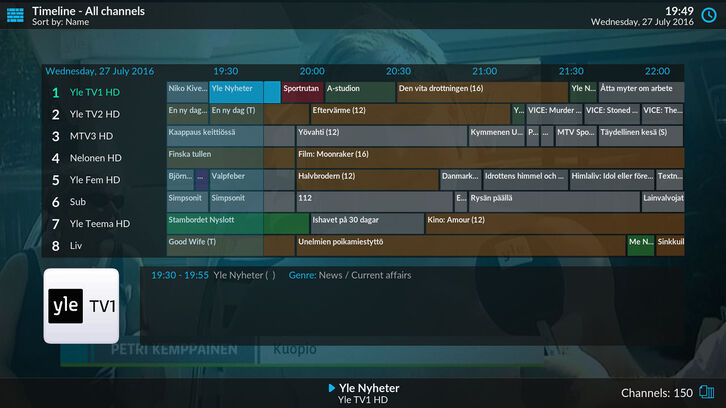 Timeline - All channels
Sort by: Name
19:49
Wednesday, 27 July 2016
Wednesday, 27 July 2016 19:30 20:00 20:30 21:00 21:30 22:00
1 Yle TV1 HD Niko Kive... Yle Nyheter Sportrutan A-studion Den vita drottningen (16) Yle N... Åtta myter om arbete
2 Yle TV2 HD En ny dag... En ny dag (T) Eftervärme (12) Y... VICE: Murder ... VICE: Stoned ... VICE: The...
3 MTV3 HD Kaappaus keittiössä Yövahti (12) Kymmenen U... P... ... MTV Spo... Täydellinen kesä (S)
4 Nelonen HD Finska tullen Film: Moonraker (16)
5 Yle Fem HD Björn... ... Valpfeber Halvbrodern (12) Danmark... Idrottens himmel och ... Himlaliv: Idol eller före... Textn...
6 Sub Simpsonit Simpsonit 112 E... Rysän päällä Lainvalvojat
7 Yle Teema HD Stambordet Nyslott Ishavet på 30 dagar Kino: Amour (12)
8 Liv Good Wife (T) Unelmien poikamiestyttö Me N... Sinkkuil
19:30 - 19:55 Yle Nyheter ( ) Genre: News / Current affairs
yle TV1
yle
PETRI KEMPPAINEN Kuopio
Yle Nyheter
Yle TV1 HD
Channels: 150